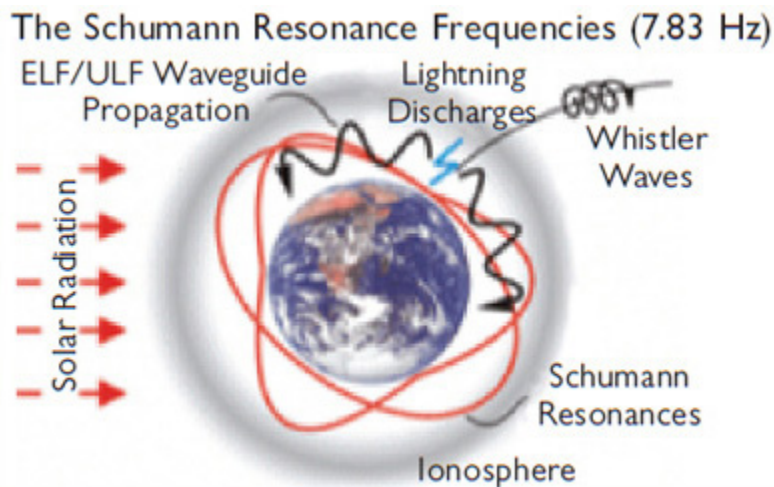 The Schumann Resonance Frequencies (7.83 Hz)
ELF/ULF Waveguide
Propagation
Lightning
Discharges
Whistler
Waves
Solar Radiation
Schumann
Resonances
Ionosphere